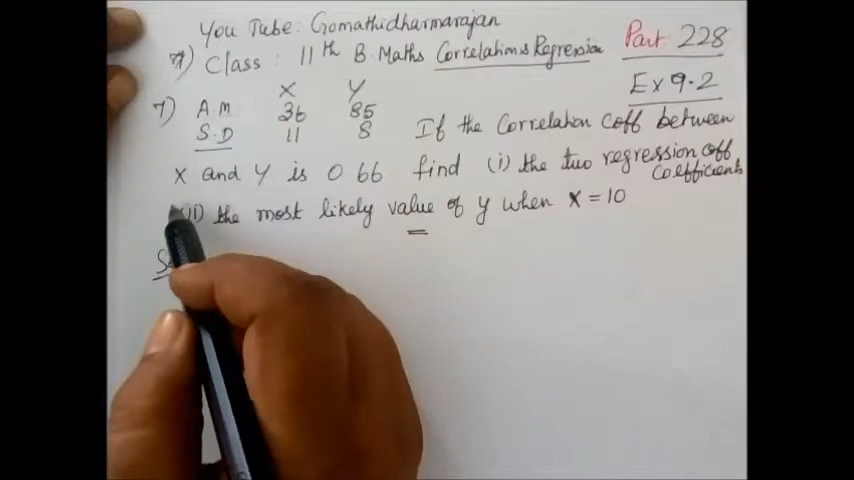 You Tube: Gomathidharmarajan
Class: 11th B. Maths Correlations Regression Part 228
Ex 9.2
X Y
7) A.M 36 85
S.D 11 8 If the Correlation coff between
X and Y is 0 66 find (i) the two regression coff
coefficients
(ii) the most likely value of y when x = 10